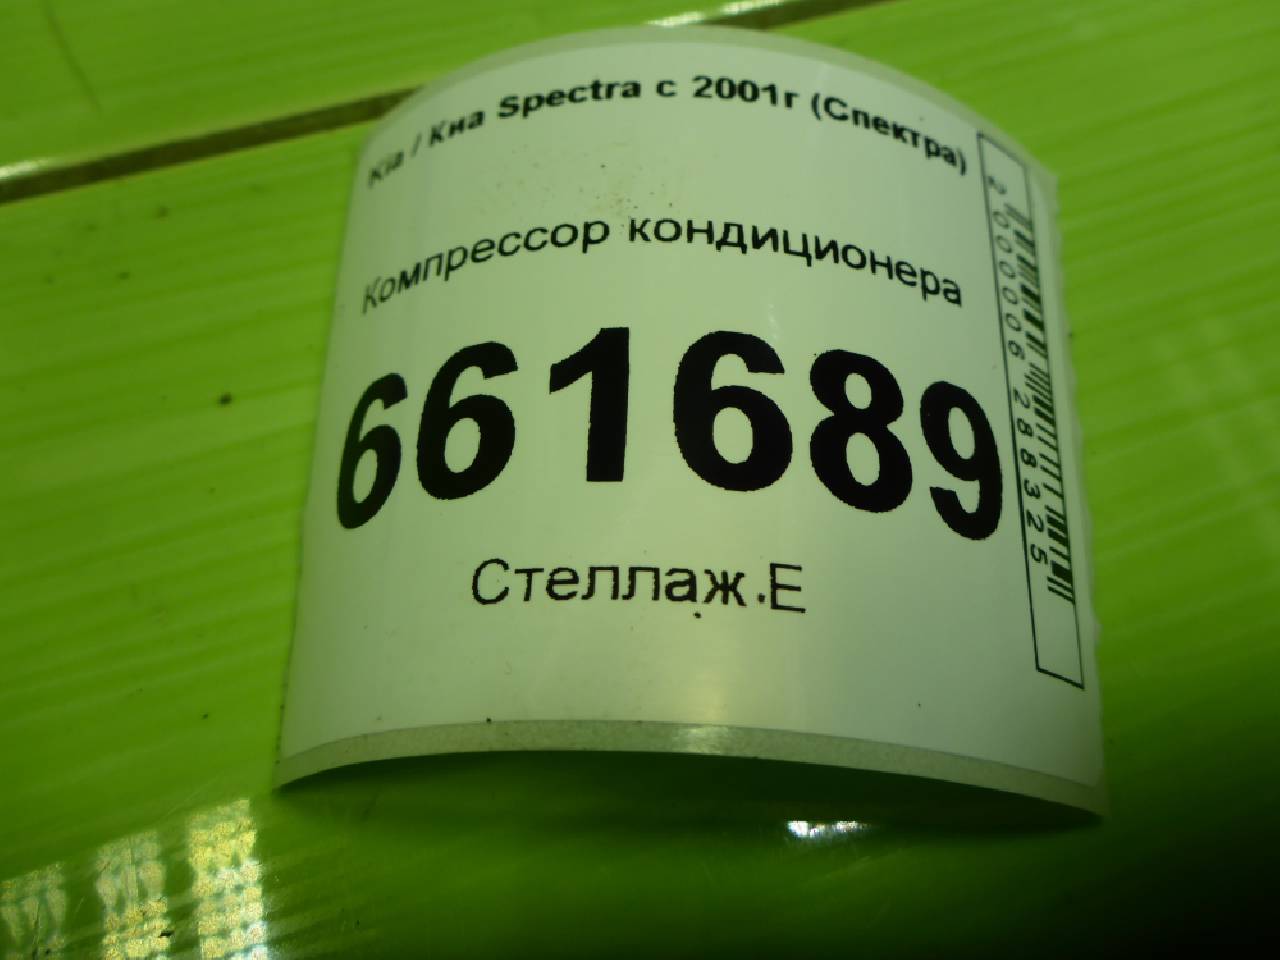 Kia / Киа Spectra с 2001г (Спектра)
Компрессор кондиционера
661689
Стеллаж.Е
2000006288325